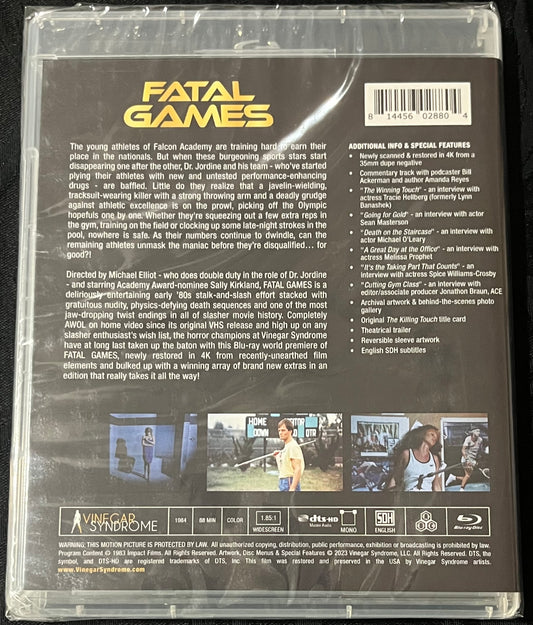 FATAL
GAMES
8 14456 02880 4
The young athletes of Falcon Academy are training hard to earn their
place in the nationals. But when these burgeoning sports stars start
disappearing one after the other, Dr. Jordine and his team - who've started
plying their athletes with new and untested performance-enhancing
drugs - are baffled. Little do they realize that a javelin-wielding,
tracksuit-wearing killer with a strong throwing arm and a deadly grudge
against athletic excellence is on the prowl, picking off the Olympic
hopefuls one by one. Whether they're squeezing out a few extra reps in
the gym, training on the field or clocking up some late-night strokes in the
pool, nowhere is safe. As their numbers continue to dwindle, can the
remaining athletes unmask the maniac before they're disqualified... for
good?!
Directed by Michael Elliot - who does double duty in the role of Dr. Jordine
- and starring Academy Award-nominee Sally Kirkland, FATAL GAMES is a
deliriously entertaining early '80s stalk-and-slash effort stacked with
gratuitous nudity, physics-defying death sequences and one of the most
jaw-dropping twist endings in all of slasher movie history. Completely
AWOL on home video since its original VHS release and high up on any
slasher enthusiast's wish list, the horror champions at Vinegar Syndrome
have at long last taken up the baton with this Blu-ray world premiere of
FATAL GAMES, newly restored in 4K from recently-unearthed film
elements and bulked up with a winning array of brand new extras in an
edition that really takes it all the way!
ADDITIONAL INFO & SPECIAL FEATURES
• Newly scanned & restored in 4K from a
35mm dupe negative
• Commentary track with podcaster Bill
Ackerman and author Amanda Reyes
• "The Winning Touch" - an interview with
actress Tracie Hellberg (formerly Lynn
Banashek)
• "Going for Gold" - an interview with actor
Sean Masterson
• "Death on the Staircase" - an interview with
actor Michael O'Leary
• "A Great Day at the Office" - an interview with
actress Melissa Prophet
• "It's the Taking Part That Counts" - an
interview with actress Spice Williams-Crosby
• "Cutting Gym Class" - an interview with
editor/associate producer Jonathon Braun, ACE
• Archival artwork & behind-the-scenes photo
gallery
• Original The Killing Touch title card
• Theatrical trailer
• Reversible sleeve artwork
• English SDH subtitles
HOME
DOWN
QTR
VINEGAR
SYNDROME
1984
88 MIN
COLOR
1.85:1
WIDESCREEN
dts-HD
Master Audio
MONO
SDH
ENGLISH
Blu-ray Disc
WARNING: THIS MOTION PICTURE IS PROTECTED BY LAW. All unauthorized copying, distribution, public performance, exhibition or broadcasting is prohibited by law.
Program Content © 1983 Impact Films, All Rights Reserved. Artwork, Disc Menus & Special Features © 2023 Vinegar Syndrome, LLC. All Rights Reserved. DTS, the
symbol, and DTS-HD are registered trademarks of DTS, Inc. This film was restored and preserved in the USA by Vinegar Syndrome artists.
www.VinegarSyndrome.com